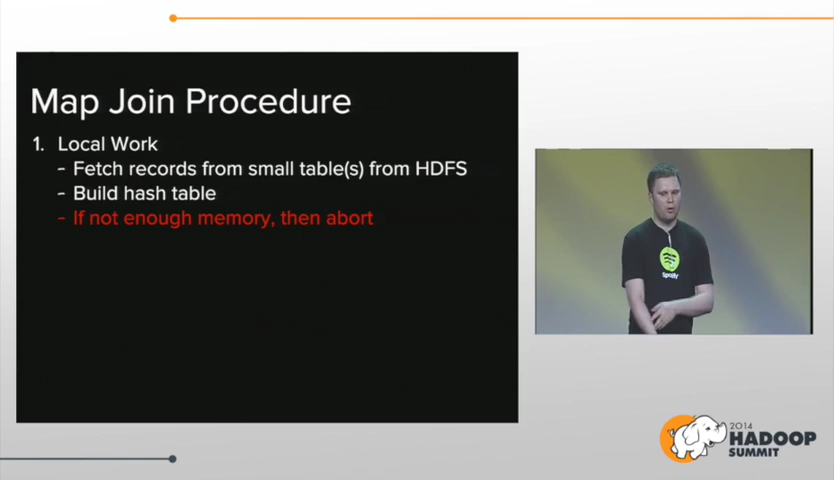 Map Join Procedure
1. Local Work
- Fetch records from small table(s) from HDFS
- Build hash table
- If not enough memory, then abort
Spotify
2014
HADOOP
SUMMIT